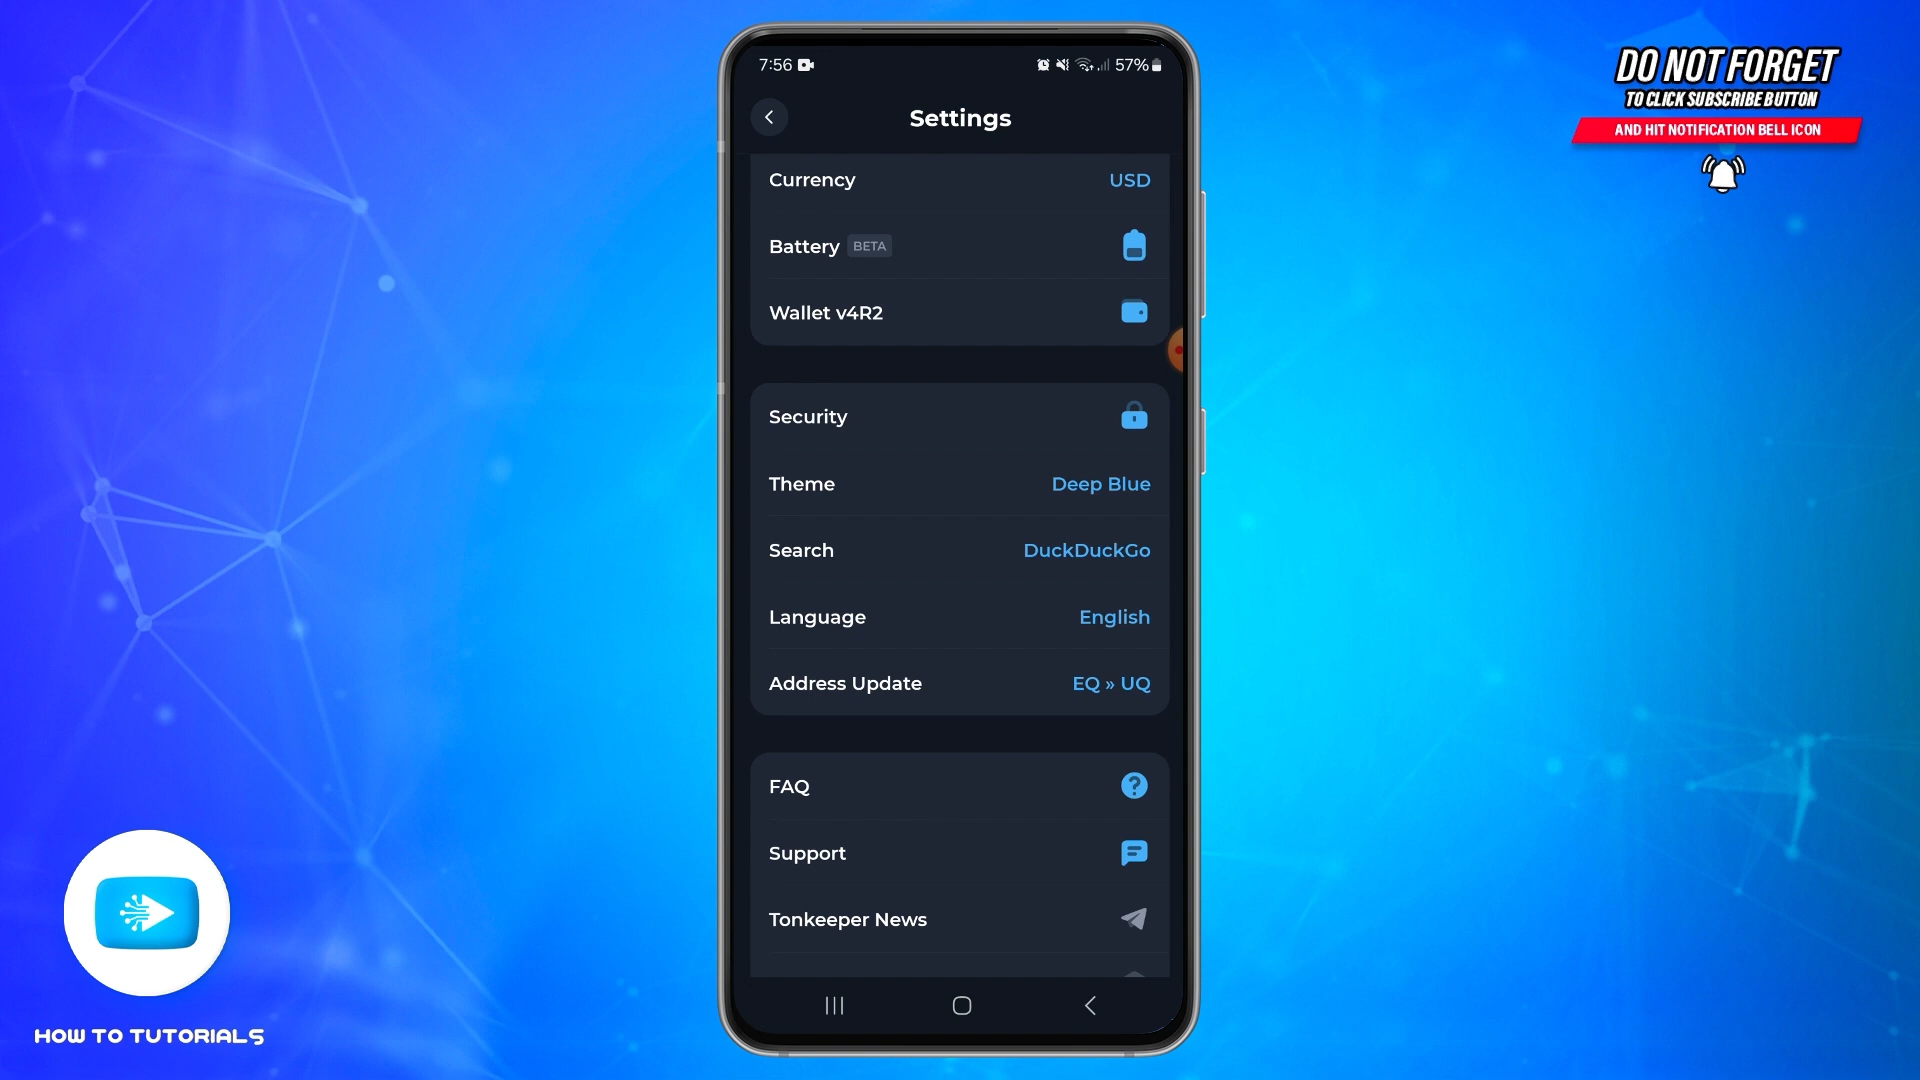 7:56
57%
Settings
Currency USD
Battery BETA
Wallet v4R2
Security
Theme Deep Blue
Search DuckDuckGo
Language English
Address Update EQ » UQ
FAQ
Support
Tonkeeper News
DO NOT FORGET
TO CLICK SUBSCRIBE BUTTON
AND HIT NOTIFICATION BELL ICON
HOW TO TUTORIALS